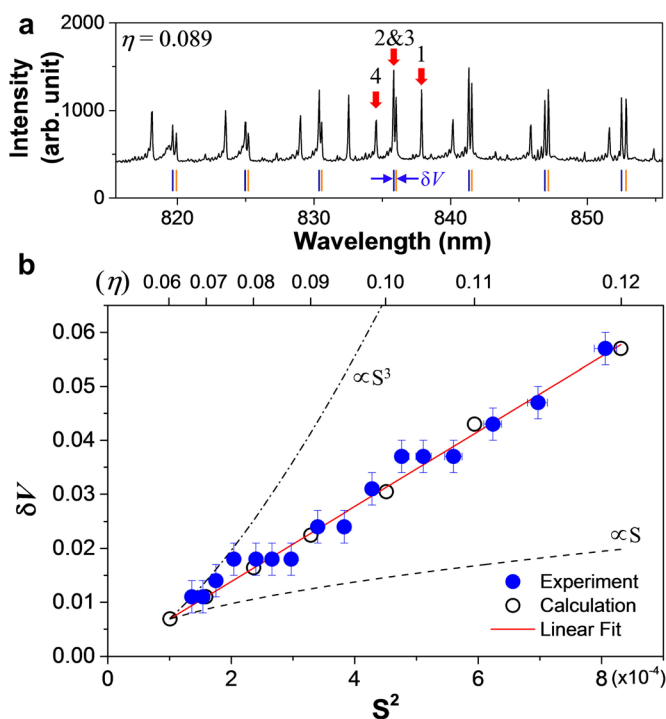 a
η = 0.089
2&3
1
4
Intensity
(arb. unit)
2000
1000
0
δV
820 830 840 850
Wavelength (nm)
b
(η) 0.06 0.07 0.08 0.09 0.10 0.11 0.12
0.06
0.05
0.04
0.03
0.02
0.01
0.00
δV
∝S³
∝S
Experiment
Calculation
Linear Fit
0 2 4 6 8 (x10⁻⁴)
S²